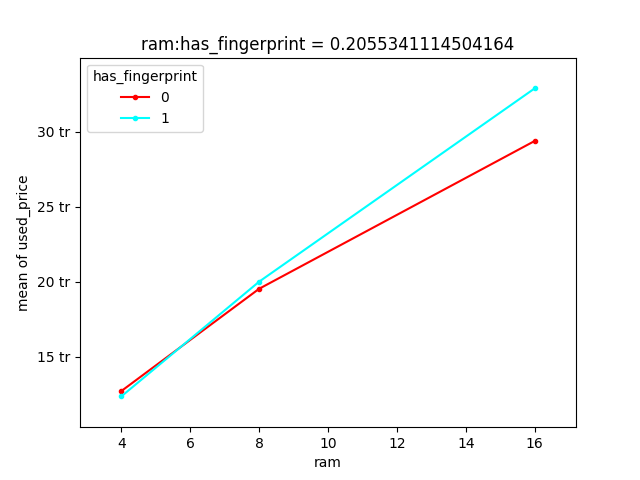 ram:has_fingerprint = 0.2055341114504164
has_fingerprint
0
1
mean of used_price
30 tr
25 tr
20 tr
15 tr
4 6 8 10 12 14 16
ram